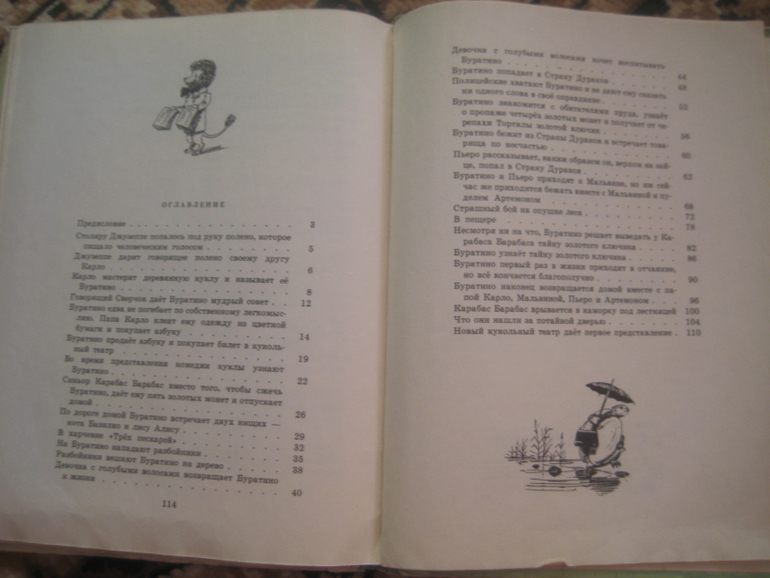 ОГЛАВЛЕНИЕ
Предисловие . . . 3
Столяру Джузеппе попалось под руку полено, которое
пищало человеческим голосом . . . 5
Джузеппе дарит говорящее полено своему другу
Карло . . . 6
Карло мастерит деревянную куклу и называет её
Буратино . . . 8
Говорящий Сверчок даёт Буратино мудрый совет . 12
Буратино едва не погибает по собственному легкомыс-
лию. Папа Карло клеит ему одежду из цветной
бумаги и покупает азбуку . . . 14
Буратино продаёт азбуку и покупает билет в куколь-
ный театр . . . 19
Во время представления комедии куклы узнают
Буратино . . . 22
Синьор Карабас Барабас вместо того, чтобы сжечь
Буратино, даёт ему пять золотых монет и отпускает
домой . . . 26
По дороге домой Буратино встречает двух нищих —
кота Базилио и лису Алису . . . 29
В харчевне «Трёх пескарей» . . . 32
На Буратино нападают разбойники . . . 35
Разбойники вешают Буратино на дерево . . . 38
Девочка с голубыми волосами возвращает Буратино
к жизни . . . 40
114
Девочка с голубыми волосами хочет воспитывать
Буратино . . . 44
Буратино попадает в Страну Дураков . . . 48
Полицейские хватают Буратино и не дают ему сказать
ни одного слова в своё оправдание . . . 52
Буратино знакомится с обитателями пруда, узнаёт
о пропаже четырёх золотых монет и получает от че-
репахи Тортилы золотой ключик . . . 56
Буратино бежит из Страны Дураков и встречает това-
рища по несчастью . . . 60
Пьеро рассказывает, каким образом он, верхом на зай-
це, попал в Страну Дураков . . . 62
Буратино и Пьеро приходят к Мальвине, но им сей-
час же приходится бежать вместе с Мальвиной и пу-
делем Артемоном . . . 68
Страшный бой на опушке леса . . . 72
В пещере . . . 78
Несмотря ни на что, Буратино решает выведать у Ка-
рабаса Барабаса тайну золотого ключика . . . 82
Буратино узнаёт тайну золотого ключика . . . 86
Буратино первый раз в жизни приходит в отчаяние,
но всё кончается благополучно . . . 90
Буратино наконец возвращается домой вместе с па-
пой Карло, Мальвиной, Пьеро и Артемоном . . . 96
Карабас Барабас врывается в каморку под лестницей 100
Что они нашли за потайной дверью . . . 104
Новый кукольный театр даёт первое представление . 110